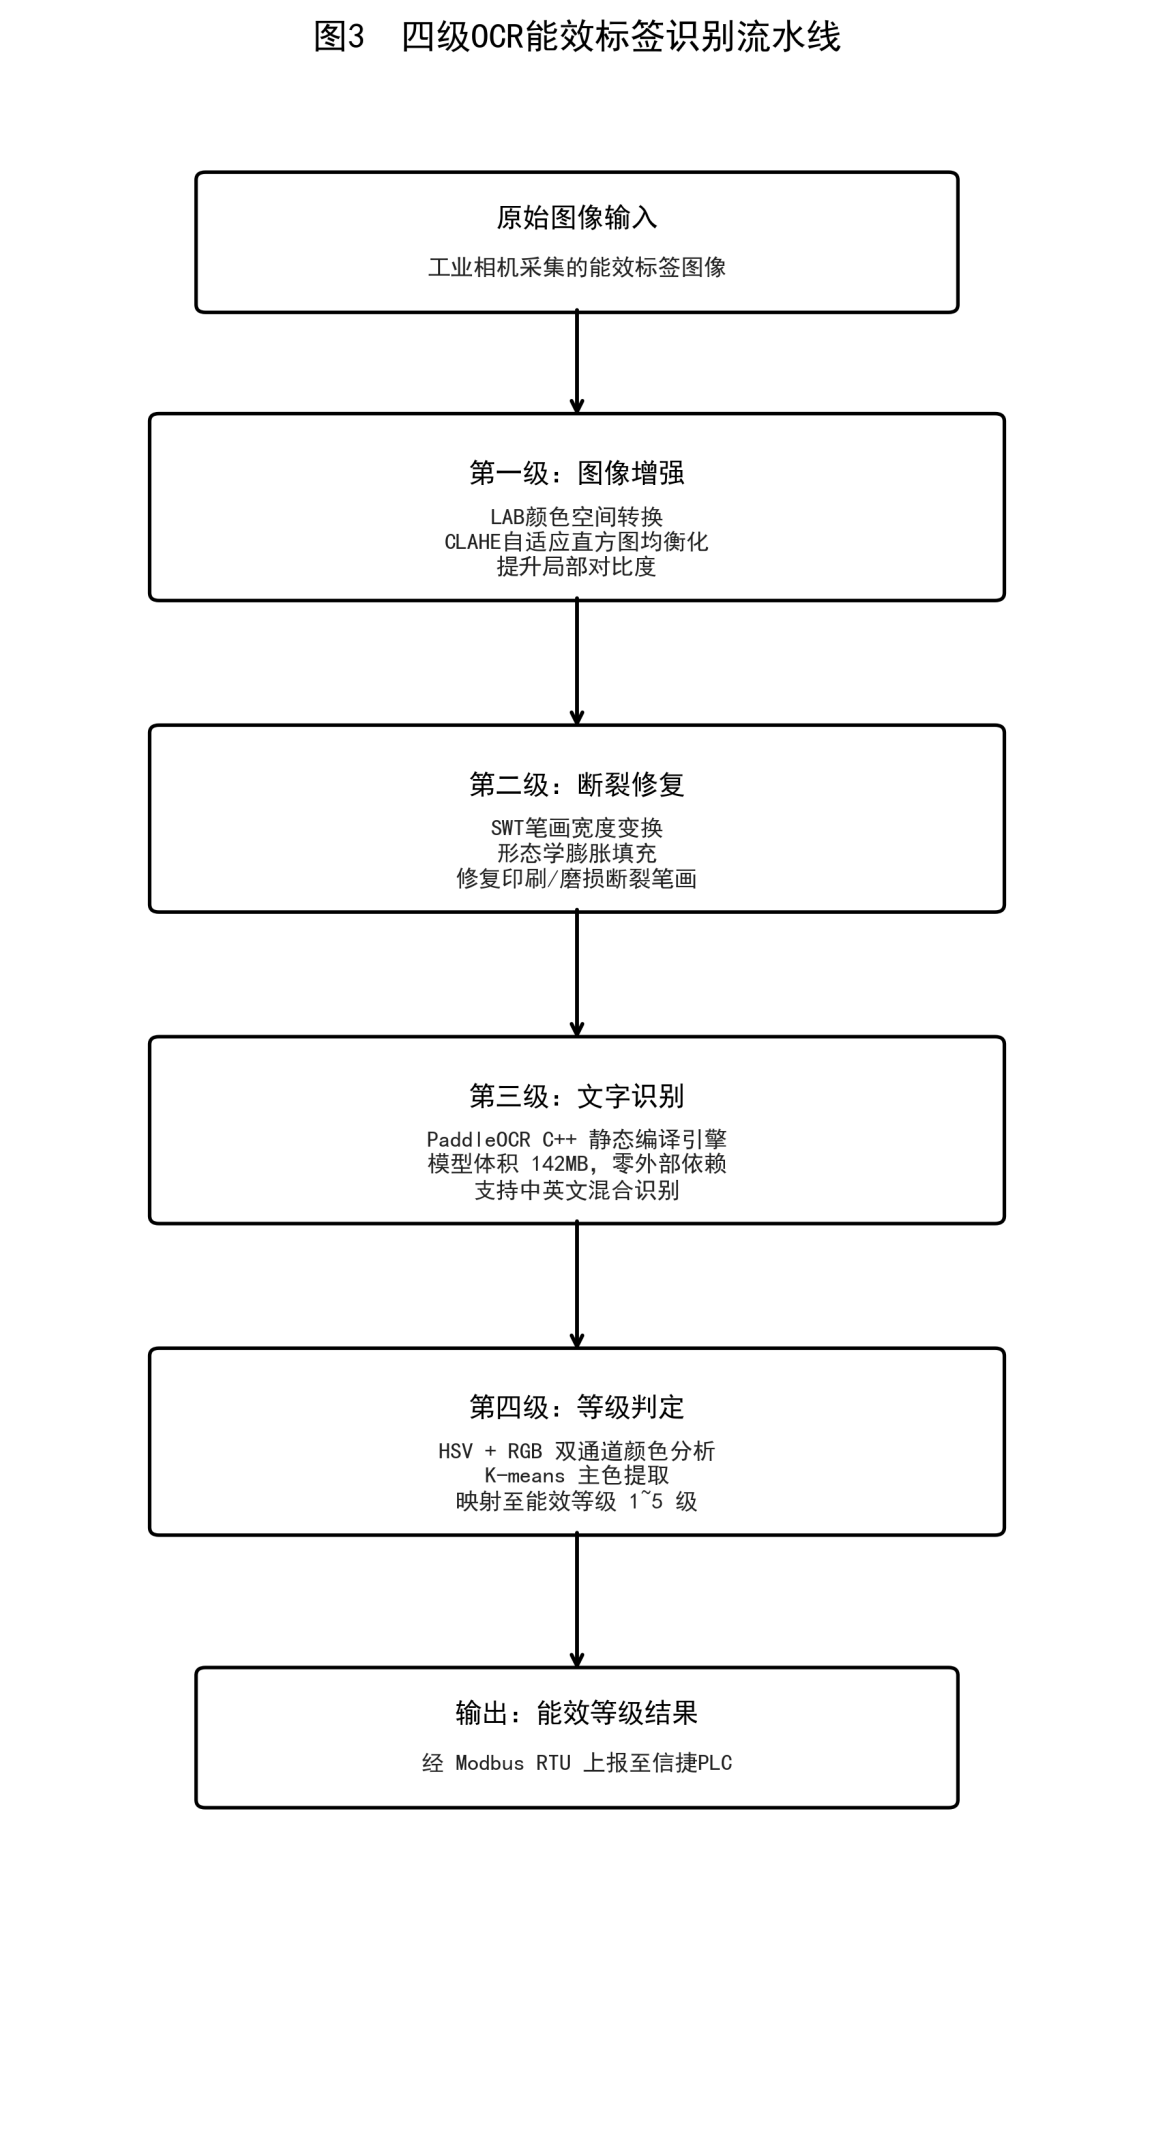 图3  四级OCR能效标签识别流水线
原始图像输入
工业相机采集的能效标签图像
第一级：图像增强
LAB颜色空间转换
CLAHE自适应直方图均衡化
提升局部对比度
第二级：断裂修复
SWT笔画宽度变换
形态学膨胀填充
修复印刷/磨损断裂笔画
第三级：文字识别
PaddleOCR C++ 静态编译引擎
模型体积 142MB，零外部依赖
支持中英文混合识别
第四级：等级判定
HSV + RGB 双通道颜色分析
K-means 主色提取
映射至能效等级 1~5 级
输出：能效等级结果
经 Modbus RTU 上报至信捷PLC